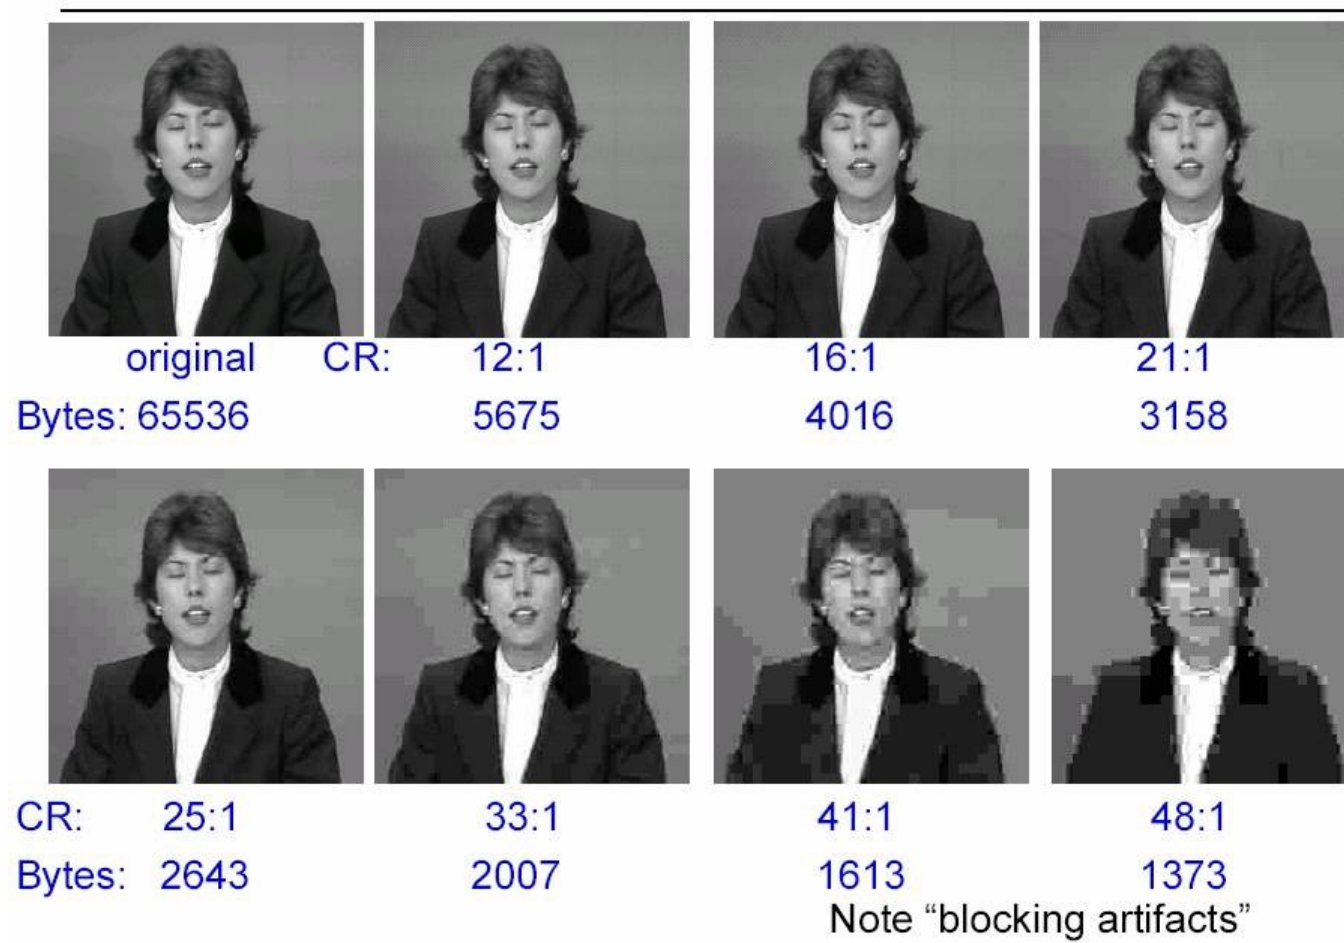 original CR: 12:1 16:1 21:1
Bytes: 65536 5675 4016 3158
CR: 25:1 33:1 41:1 48:1
Bytes: 2643 2007 1613 1373
Note “blocking artifacts”